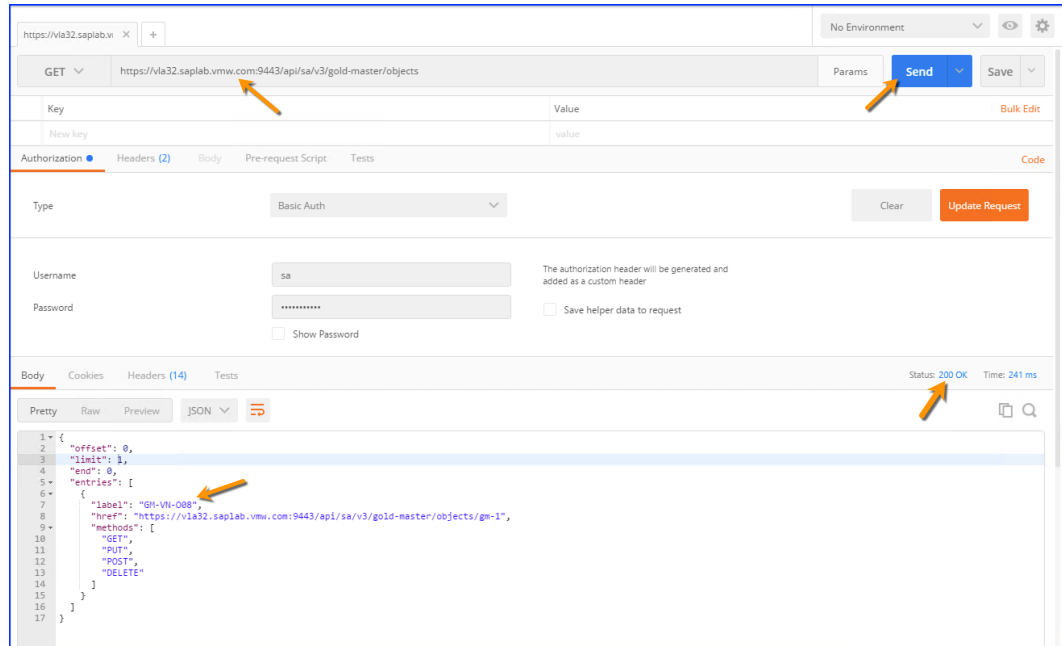 https://vla32.saplab.vi
No Environment
GET https://vla32.saplab.vmw.com:9443/api/sa/v3/gold-master/objects Params Send Save
Key Value Bulk Edit
New key value
Authorization Headers (2) Body Pre-request Script Tests Code
Type Basic Auth Clear Update Request
Username sa The authorization header will be generated and
added as a custom header
Password ••••••••••• Save helper data to request
Show Password
Body Cookies Headers (14) Tests Status: 200 OK Time: 241 ms
Pretty Raw Preview JSON
1 {
2 "offset": 0,
3 "limit": 1,
4 "end": 0,
5 "entries": [
6 {
7 "label": "GM-VN-O08",
8 "href": "https://vla32.saplab.vmw.com:9443/api/sa/v3/gold-master/objects/gm-1",
9 "methods": [
10 "GET",
11 "PUT",
12 "POST",
13 "DELETE"
14 ]
15 }
16 ]
17 }